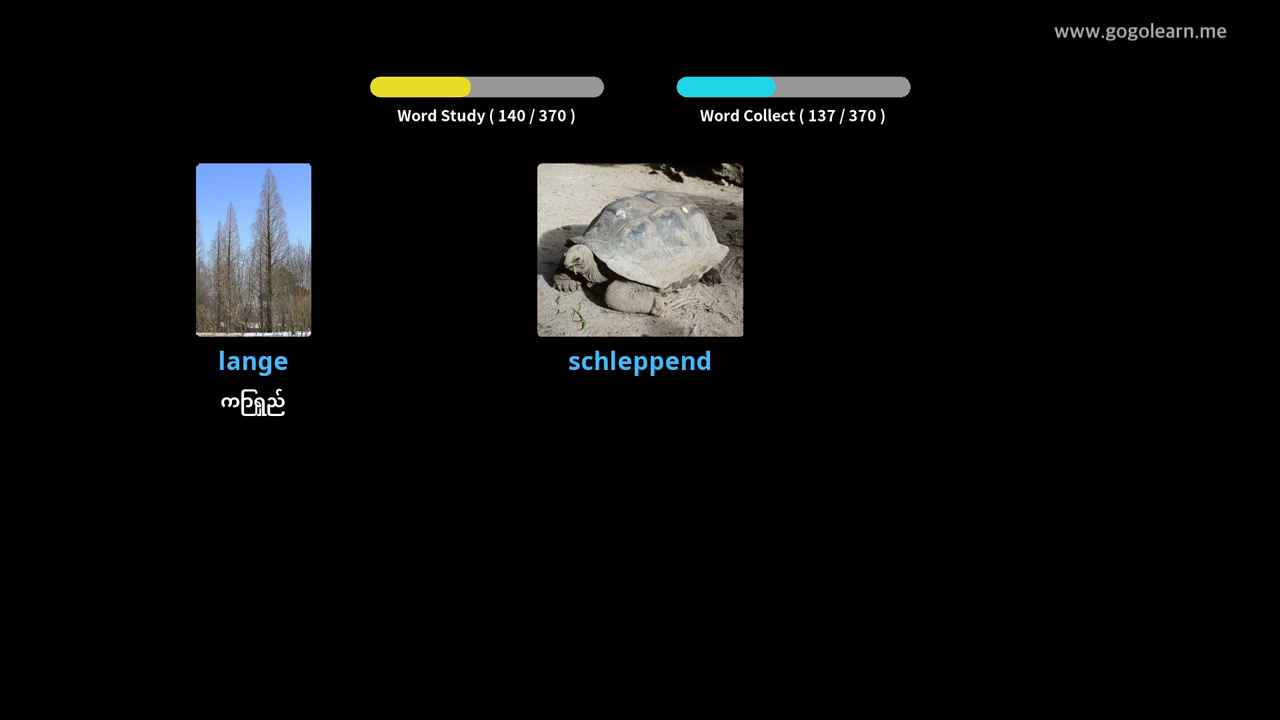 www.gogolearn.me
Word Study ( 140 / 370 )
Word Collect ( 137 / 370 )
lange
schleppend
ကြာရှည်